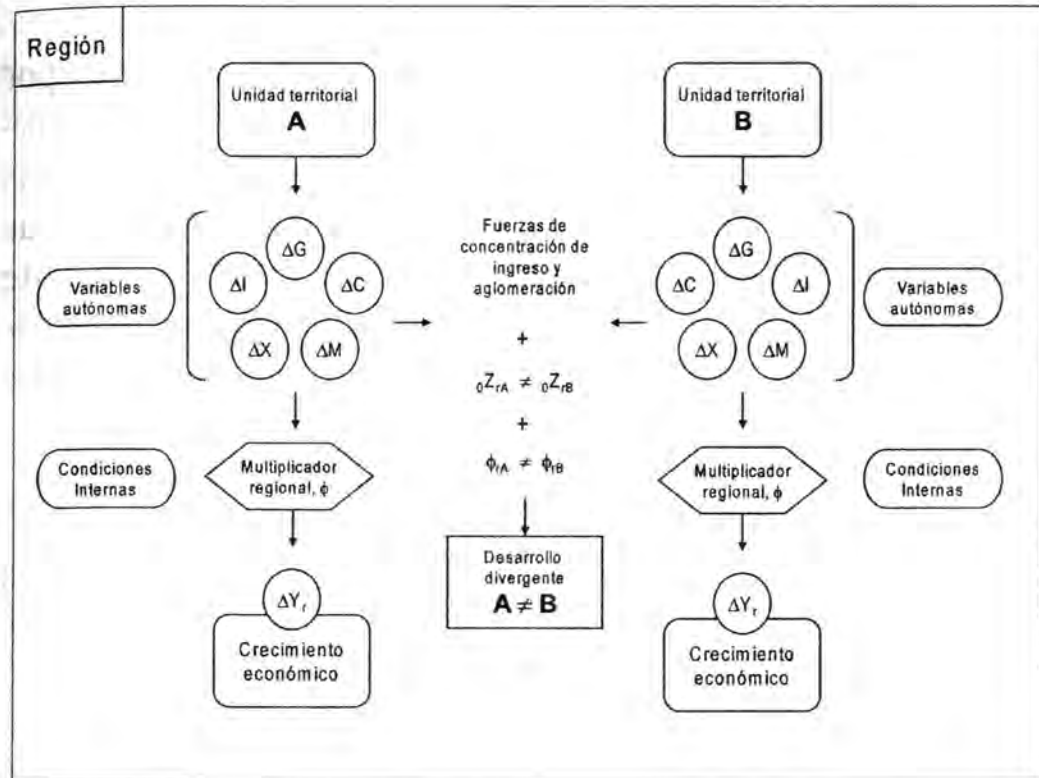 Región
Unidad territorial
A
Unidad territorial
B
Variables
autónomas
ΔG
ΔI
ΔC
ΔX
ΔM
Fuerzas de
concentración de
ingreso y
aglomeración
+
₀Z_rA ≠ ₀Z_rB
+
ϕ_rA ≠ ϕ_rB
Desarrollo
divergente
A ≠ B
ΔG
ΔC
ΔI
ΔX
ΔM
Variables
autónomas
Condiciones
Internas
Multiplicador
regional, ϕ
Multiplicador
regional, ϕ
Condiciones
Internas
ΔY_r
Crecimiento
económico
ΔY_r
Crecimiento
económico